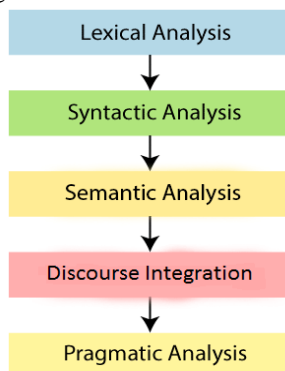 Lexical Analysis
Syntactic Analysis
Semantic Analysis
Discourse Integration
Pragmatic Analysis